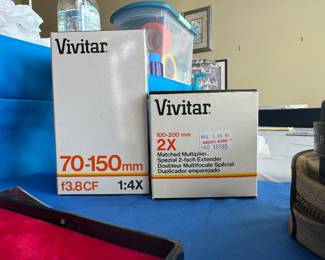 Vivitar
70-150mm
f3.8CF 1:4X
Vivitar
100-200 mm
2X
Matched Multiplier
Spezial 2-fach Extender
Doubleur Multifocale Spécial
Duplicador emparejado